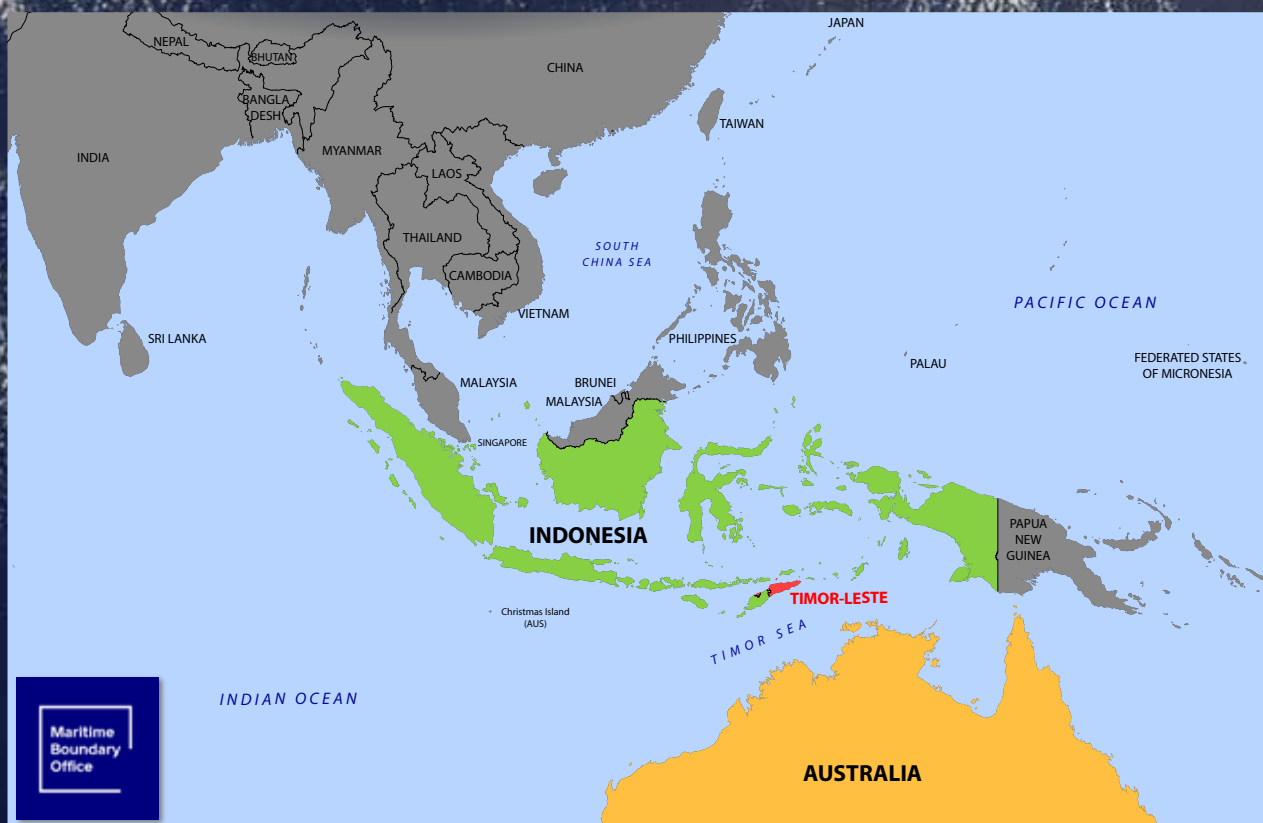 JAPAN
NEPAL
BHUTAN
CHINA
BANGLA
DESH
TAIWAN
INDIA
MYANMAR
LAOS
THAILAND
SOUTH
CHINA SEA
CAMBODIA
PACIFIC OCEAN
VIETNAM
SRI LANKA
PHILIPPINES
PALAU
FEDERATED STATES
OF MICRONESIA
MALAYSIA
BRUNEI
MALAYSIA
SINGAPORE
INDONESIA
PAPUA
NEW
GUINEA
TIMOR-LESTE
Christmas Island
(AUS)
TIMOR SEA
INDIAN OCEAN
Maritime
Boundary
Office
AUSTRALIA